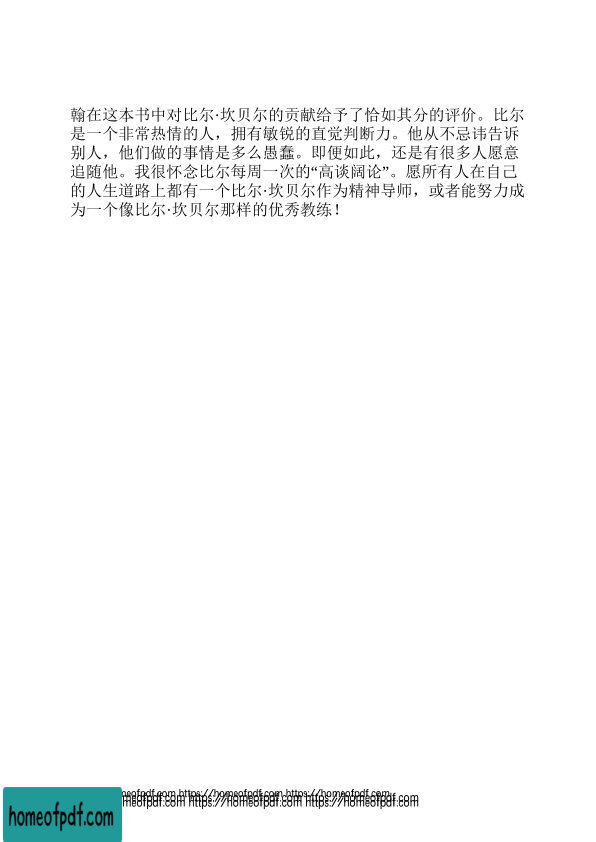 翰在这本书中对比尔·坎贝尔的贡献给予了恰如其分的评价。比尔
是一个非常热情的人，拥有敏锐的直觉判断力。他从不忌讳告诉
别人，他们做的事情是多么愚蠢。即便如此，还是有很多人愿意
追随他。我很怀念比尔每周一次的“高谈阔论”。愿所有人在自己
的人生道路上都有一个比尔·坎贝尔作为精神导师，或者能努力成
为一个像比尔·坎贝尔那样的优秀教练！
meofpdf.com https://homeofpdf.com https://homeofpdf.com
meofpdf.com https://homeofpdf.com https://homeofpdf.com
homeofpdf.com